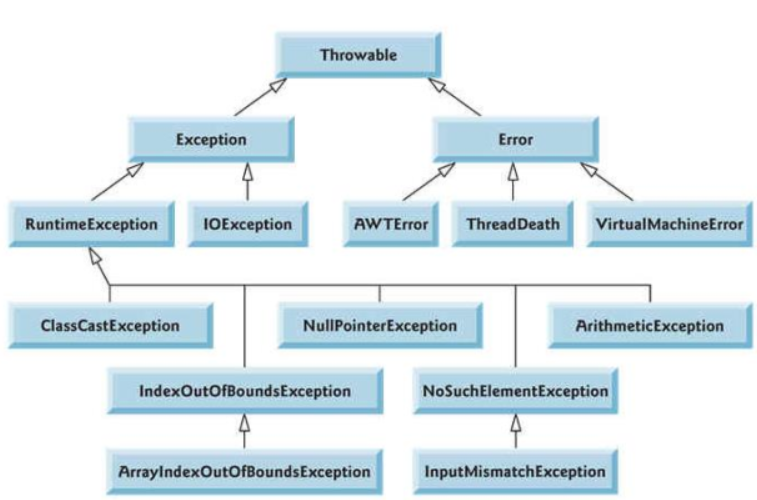 Throwable
Exception
Error
RuntimeException
IOException
AWTError
ThreadDeath
VirtualMachineError
ClassCastException
NullPointerException
ArithmeticException
IndexOutOfBoundsException
NoSuchElementException
ArrayIndexOutOfBoundsException
InputMismatchException